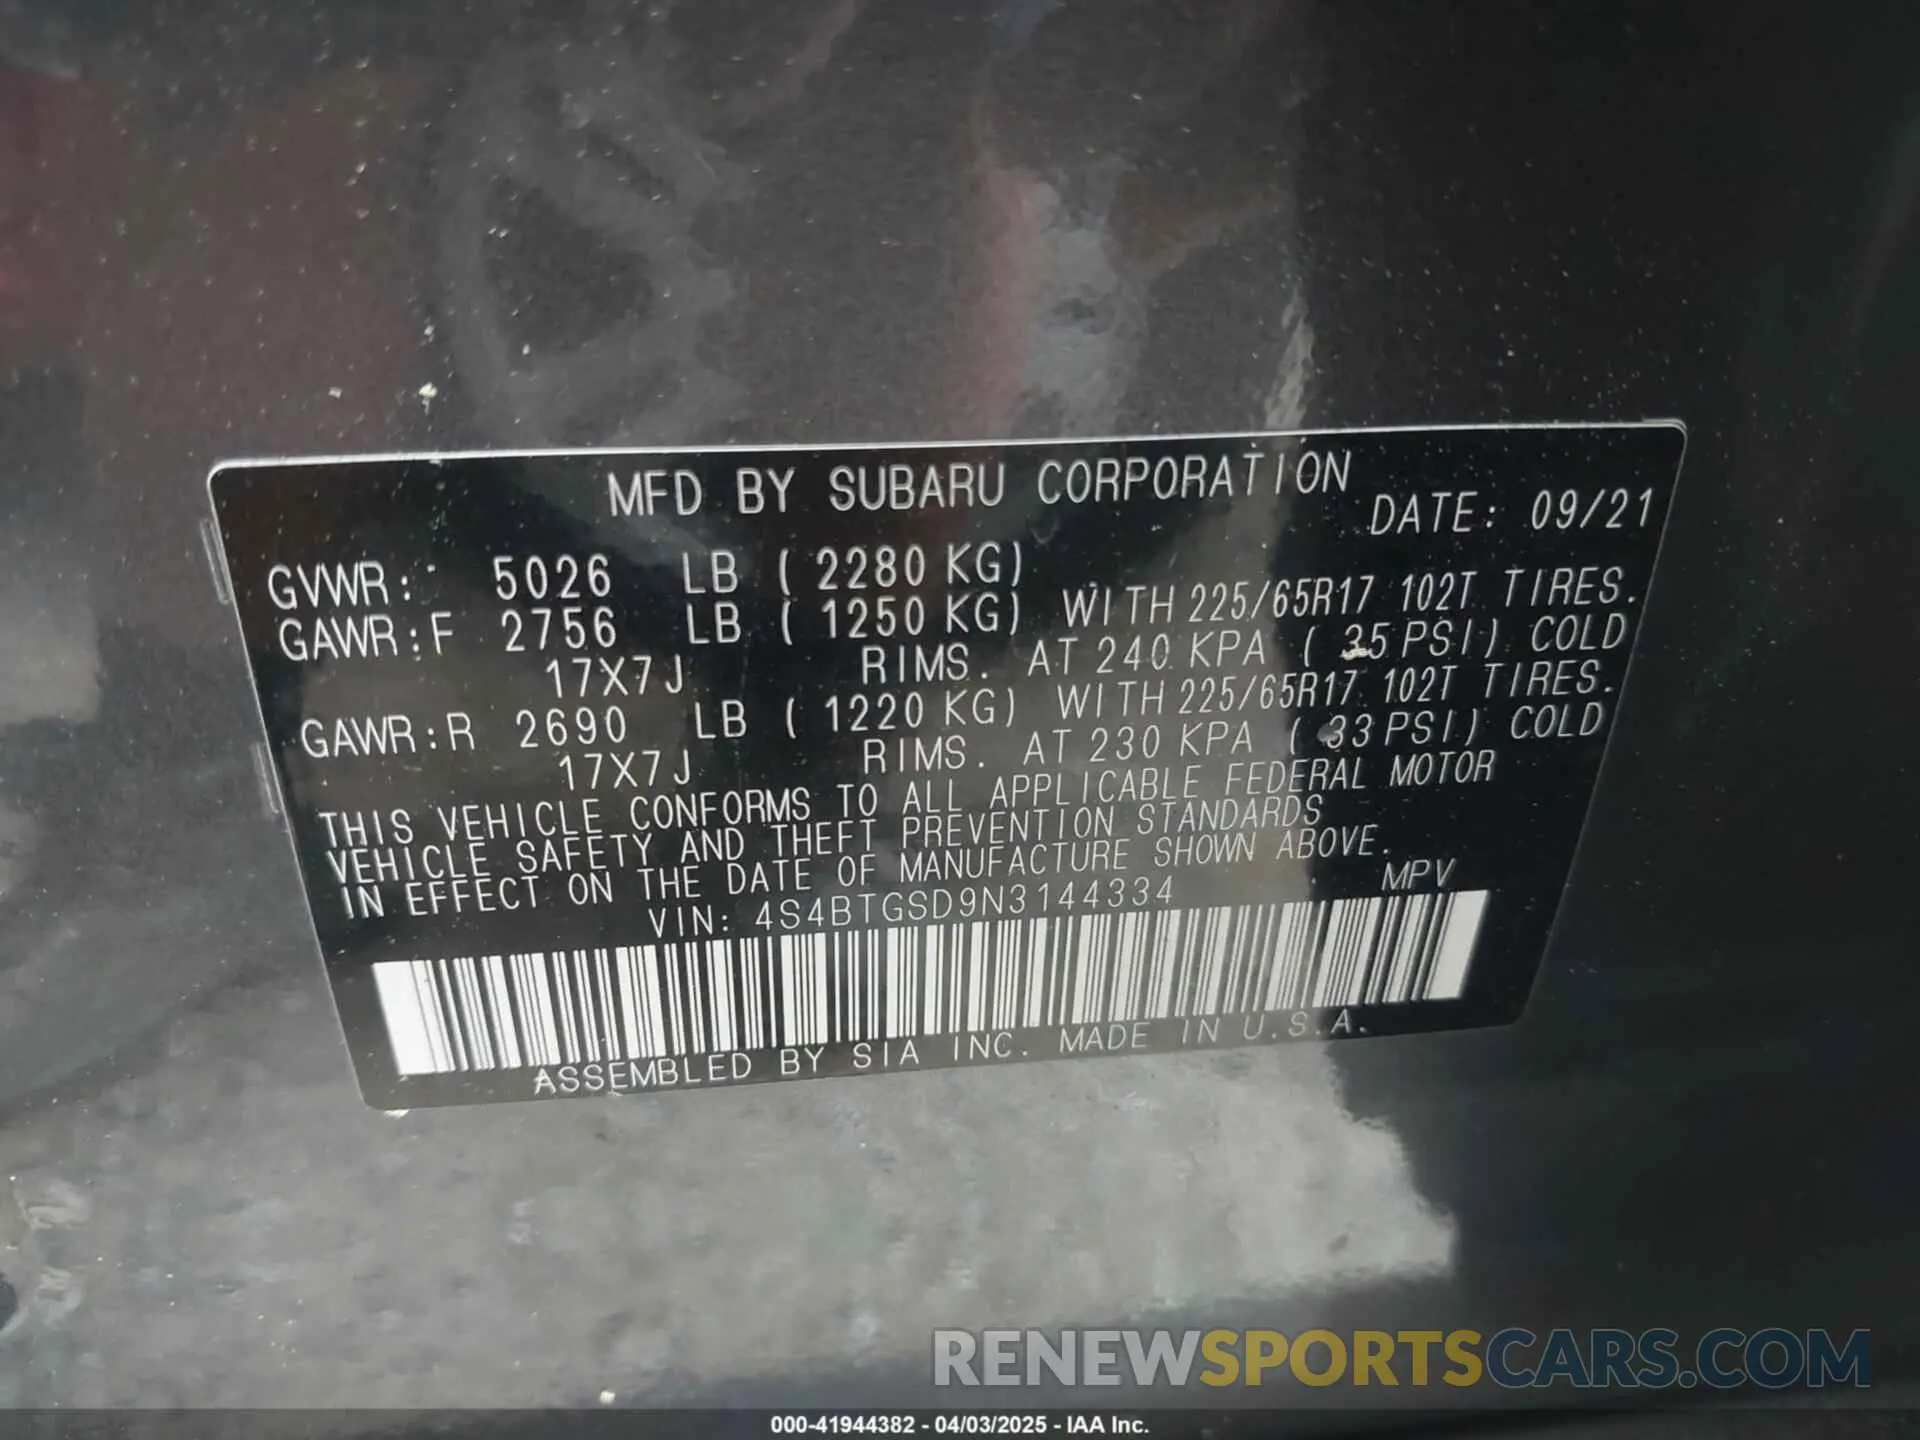 MFD BY SUBARU CORPORATION
DATE: 09/21
GVWR: 5026 LB ( 2280 KG)
GAWR:F 2756 LB ( 1250 KG) WITH 225/65R17 102T TIRES.
17X7J RIMS. AT 240 KPA ( 35 PSI) COLD
GAWR:R 2690 LB ( 1220 KG) WITH 225/65R17 102T TIRES.
17X7J RIMS. AT 230 KPA ( 33 PSI) COLD
THIS VEHICLE CONFORMS TO ALL APPLICABLE FEDERAL MOTOR
VEHICLE SAFETY AND THEFT PREVENTION STANDARDS
IN EFFECT ON THE DATE OF MANUFACTURE SHOWN ABOVE.
VIN: 4S4BTGSD9N3144334 MPV
ASSEMBLED BY SIA INC. MADE IN U.S.A.
RENEWSPORTSCARS.COM
000-41944382 - 04/03/2025 - IAA Inc.